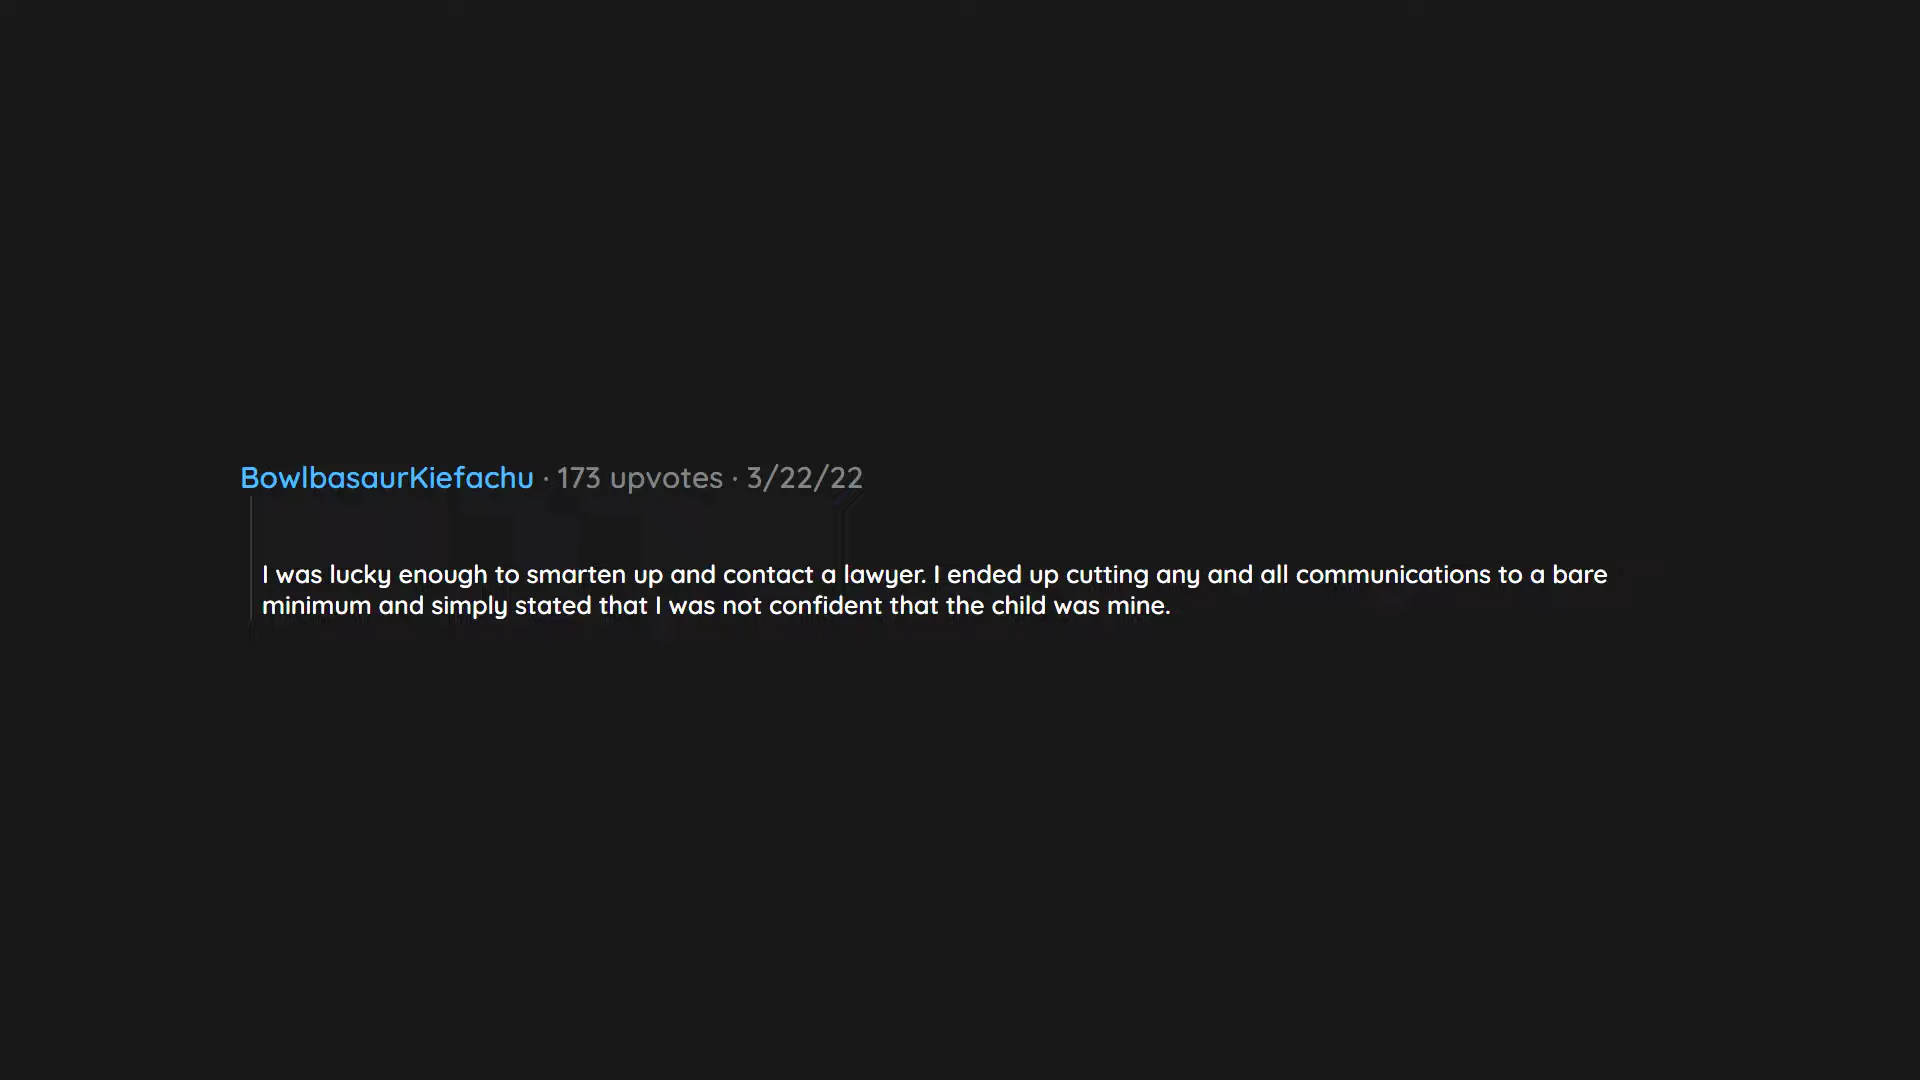 BowlbasaurKiefachu · 173 upvotes · 3/22/22
I was lucky enough to smarten up and contact a lawyer. I ended up cutting any and all communications to a bare
minimum and simply stated that I was not confident that the child was mine.